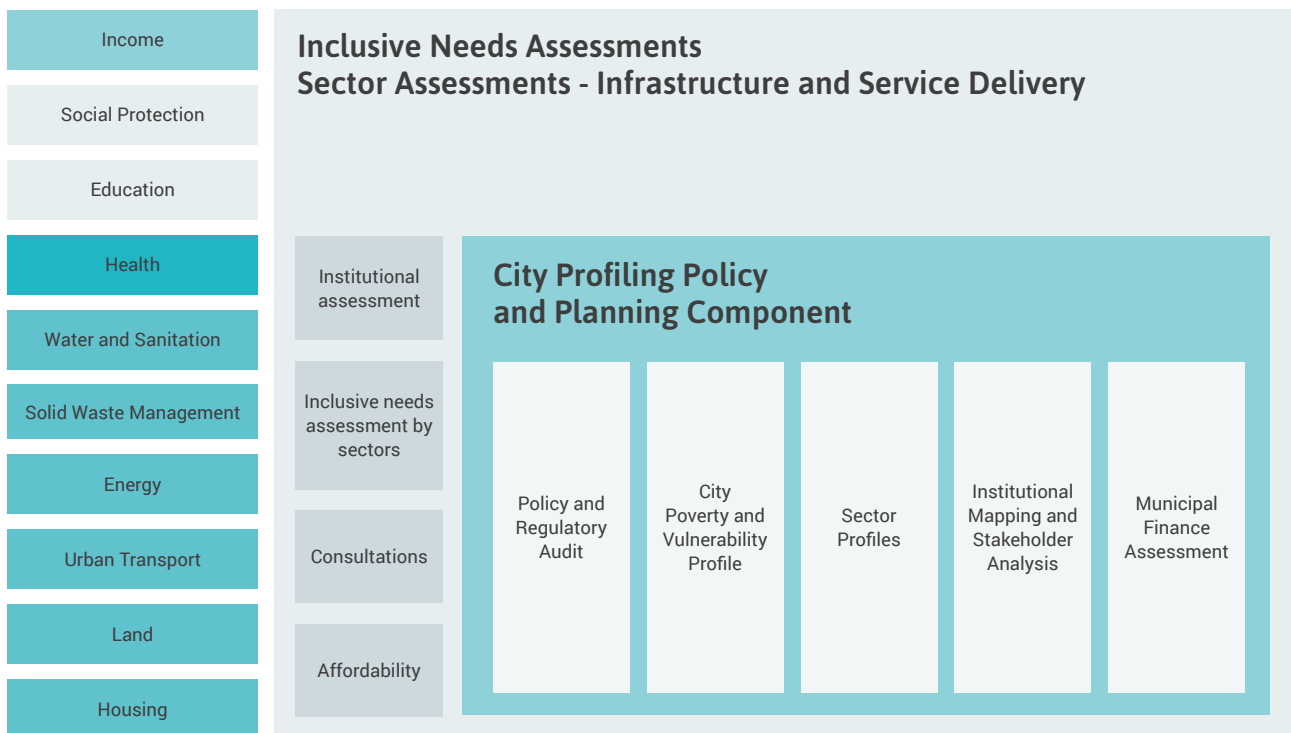 Income
Social Protection
Education
Health
Water and Sanitation
Solid Waste Management
Energy
Urban Transport
Land
Housing
Inclusive Needs Assessments
Sector Assessments - Infrastructure and Service Delivery
Institutional
assessment
Inclusive needs
assessment by
sectors
Consultations
Affordability
City Profiling Policy
and Planning Component
Policy and
Regulatory
Audit
City
Poverty and
Vulnerability
Profile
Sector
Profiles
Institutional
Mapping and
Stakeholder
Analysis
Municipal
Finance
Assessment